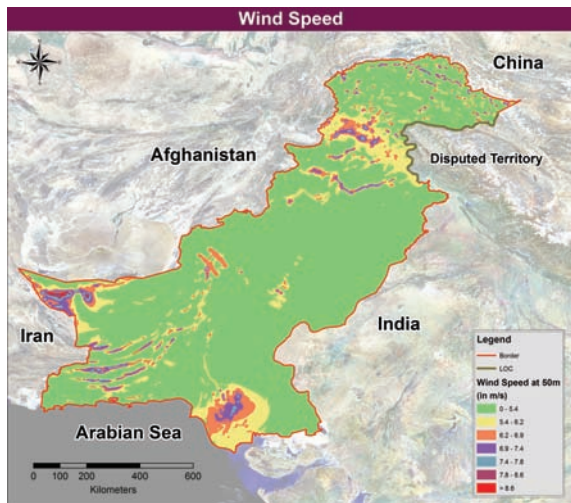 Wind Speed
China
Afghanistan
Disputed Territory
Iran
India
Arabian Sea
Legend
Border
LOC
Wind Speed at 50m
(in m/s)
0 - 5.4
5.4 - 6.2
6.2 - 6.9
6.9 - 7.4
7.4 - 7.8
7.8 - 8.6
> 8.6
0 100 200 400 600
Kilometers